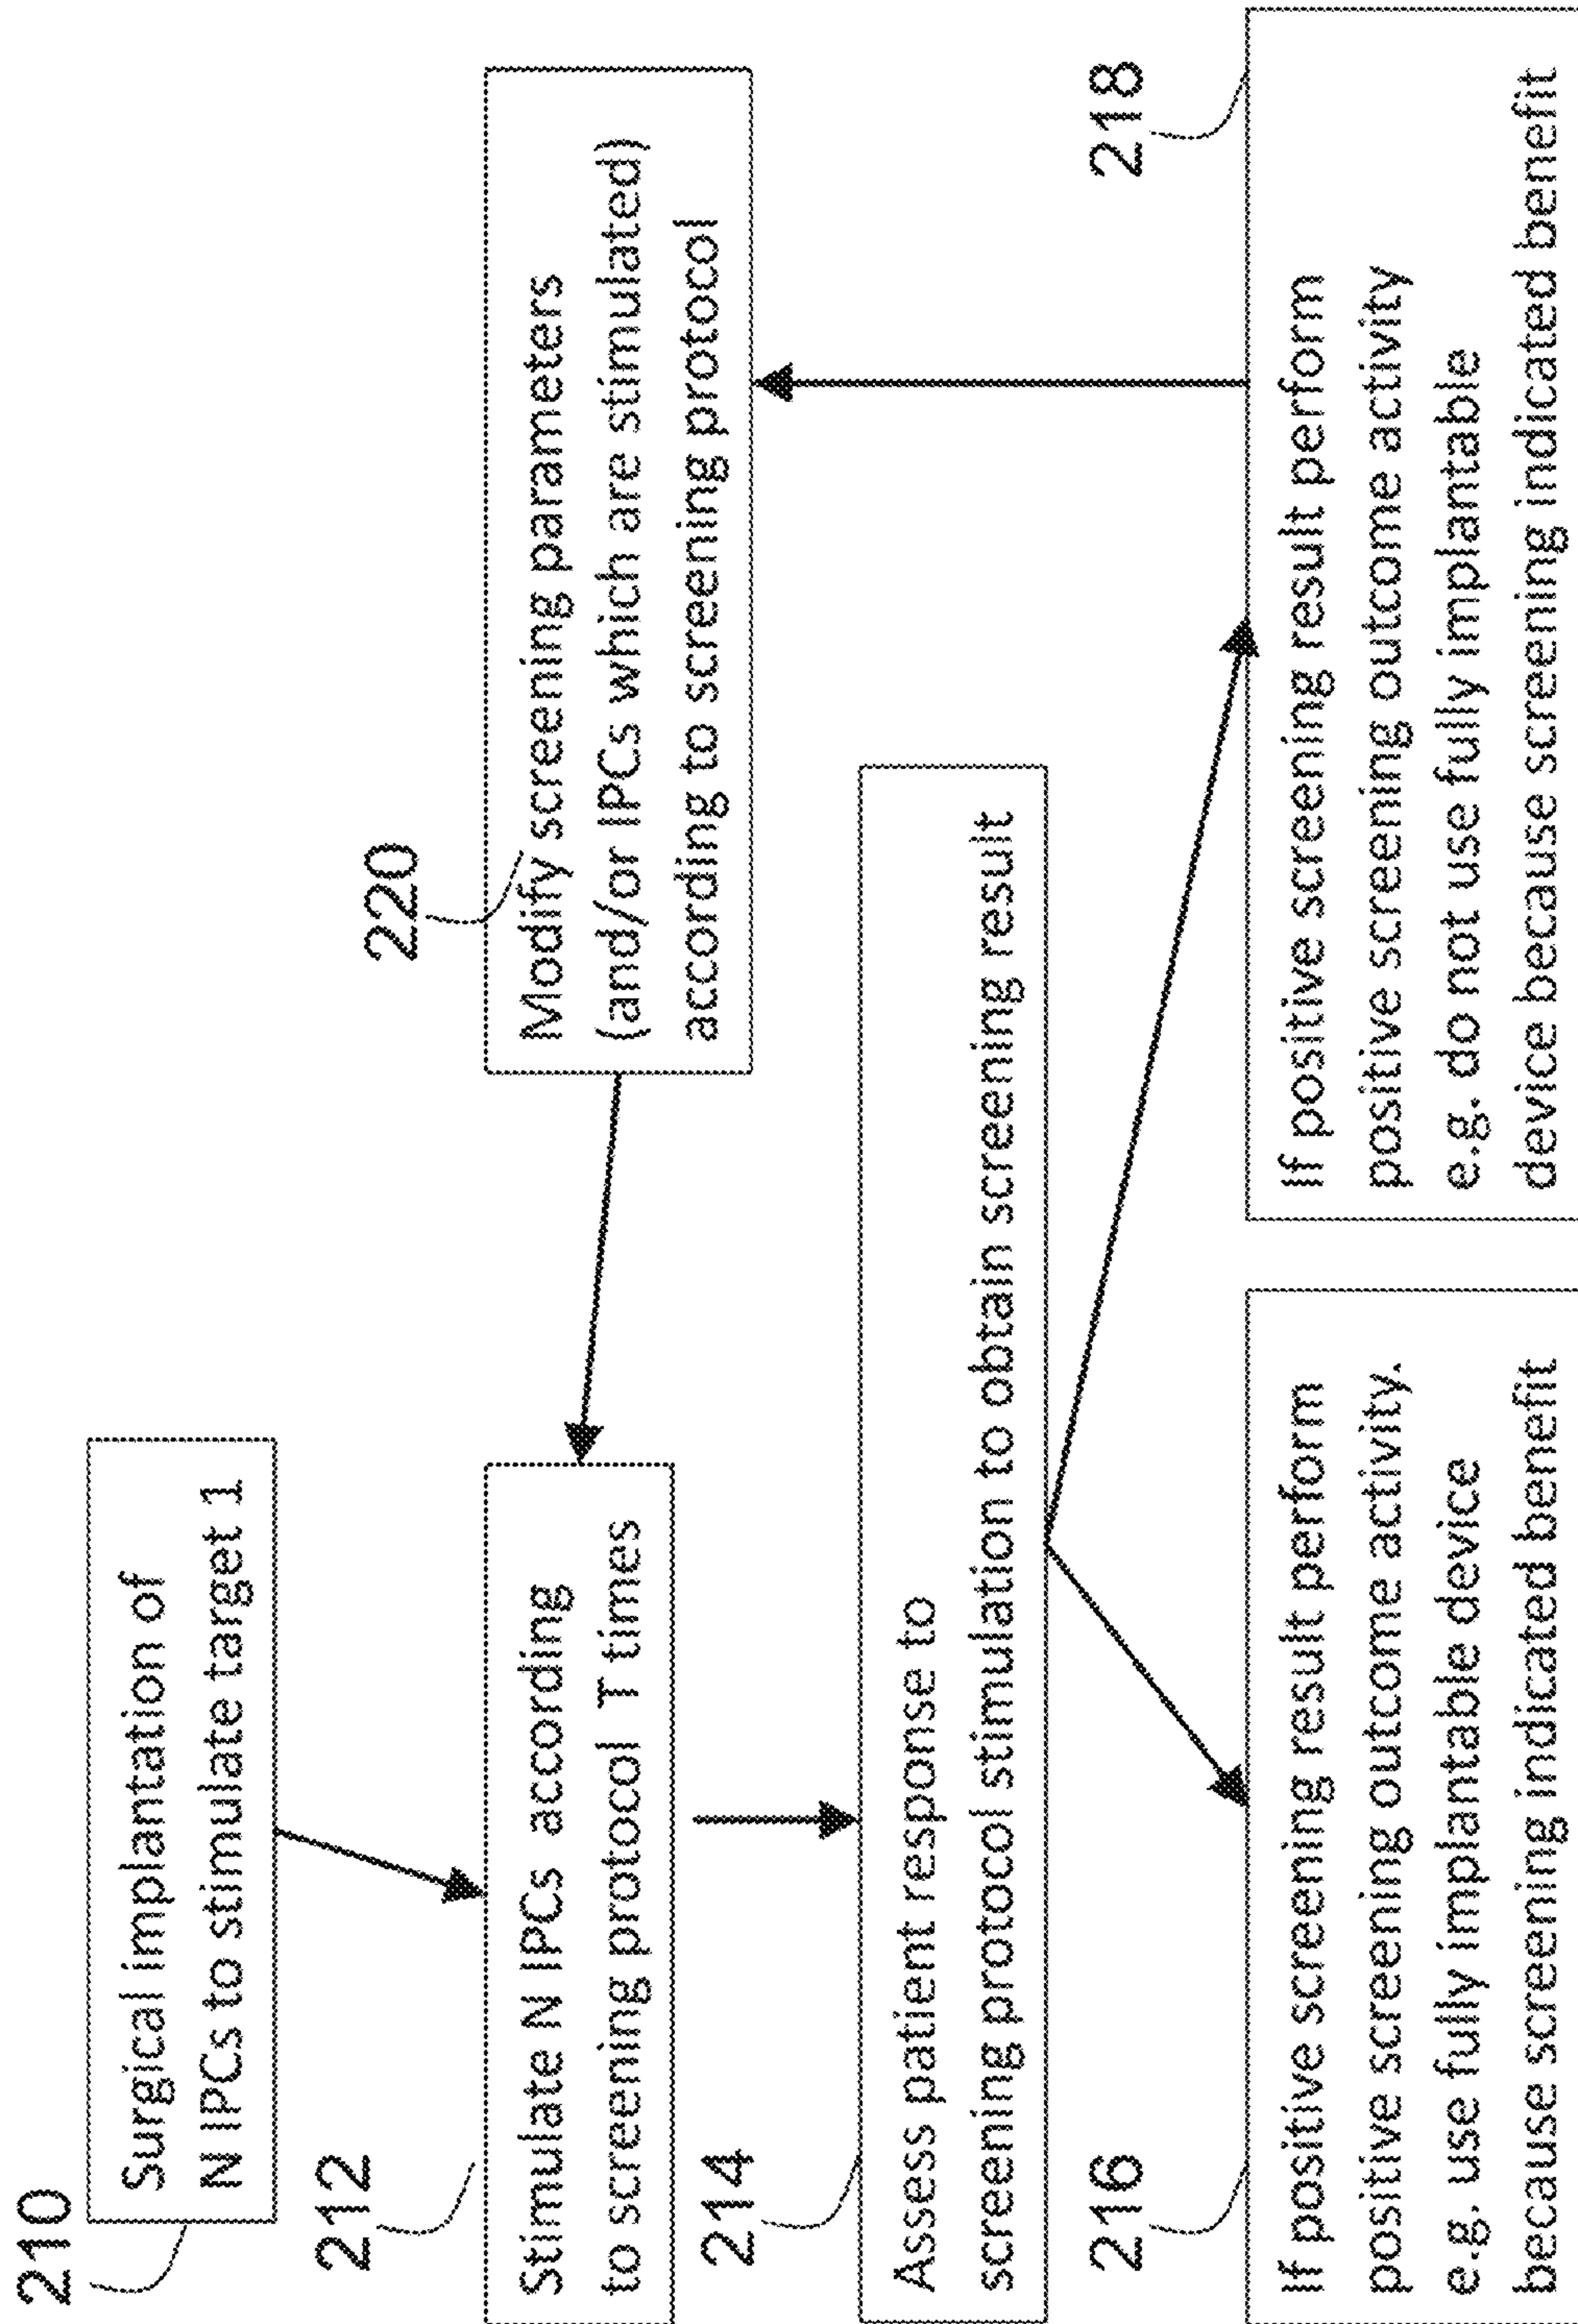 210
Surgical implantation of
N IPCs to stimulate target 1
212
Stimulate N IPCs according
to screening protocol T times
220
Modify screening parameters
(and/or IPCs which are stimulated)
according to screening protocol
214
Assess patient response to
screening protocol stimulation to obtain screening result
216
If positive screening result perform
positive screening outcome activity.
e.g. use fully implantable device
because screening indicated benefit
218
If positive screening result perform
positive screening outcome activity
e.g. do not use fully implantable
device because screening indicated benefit